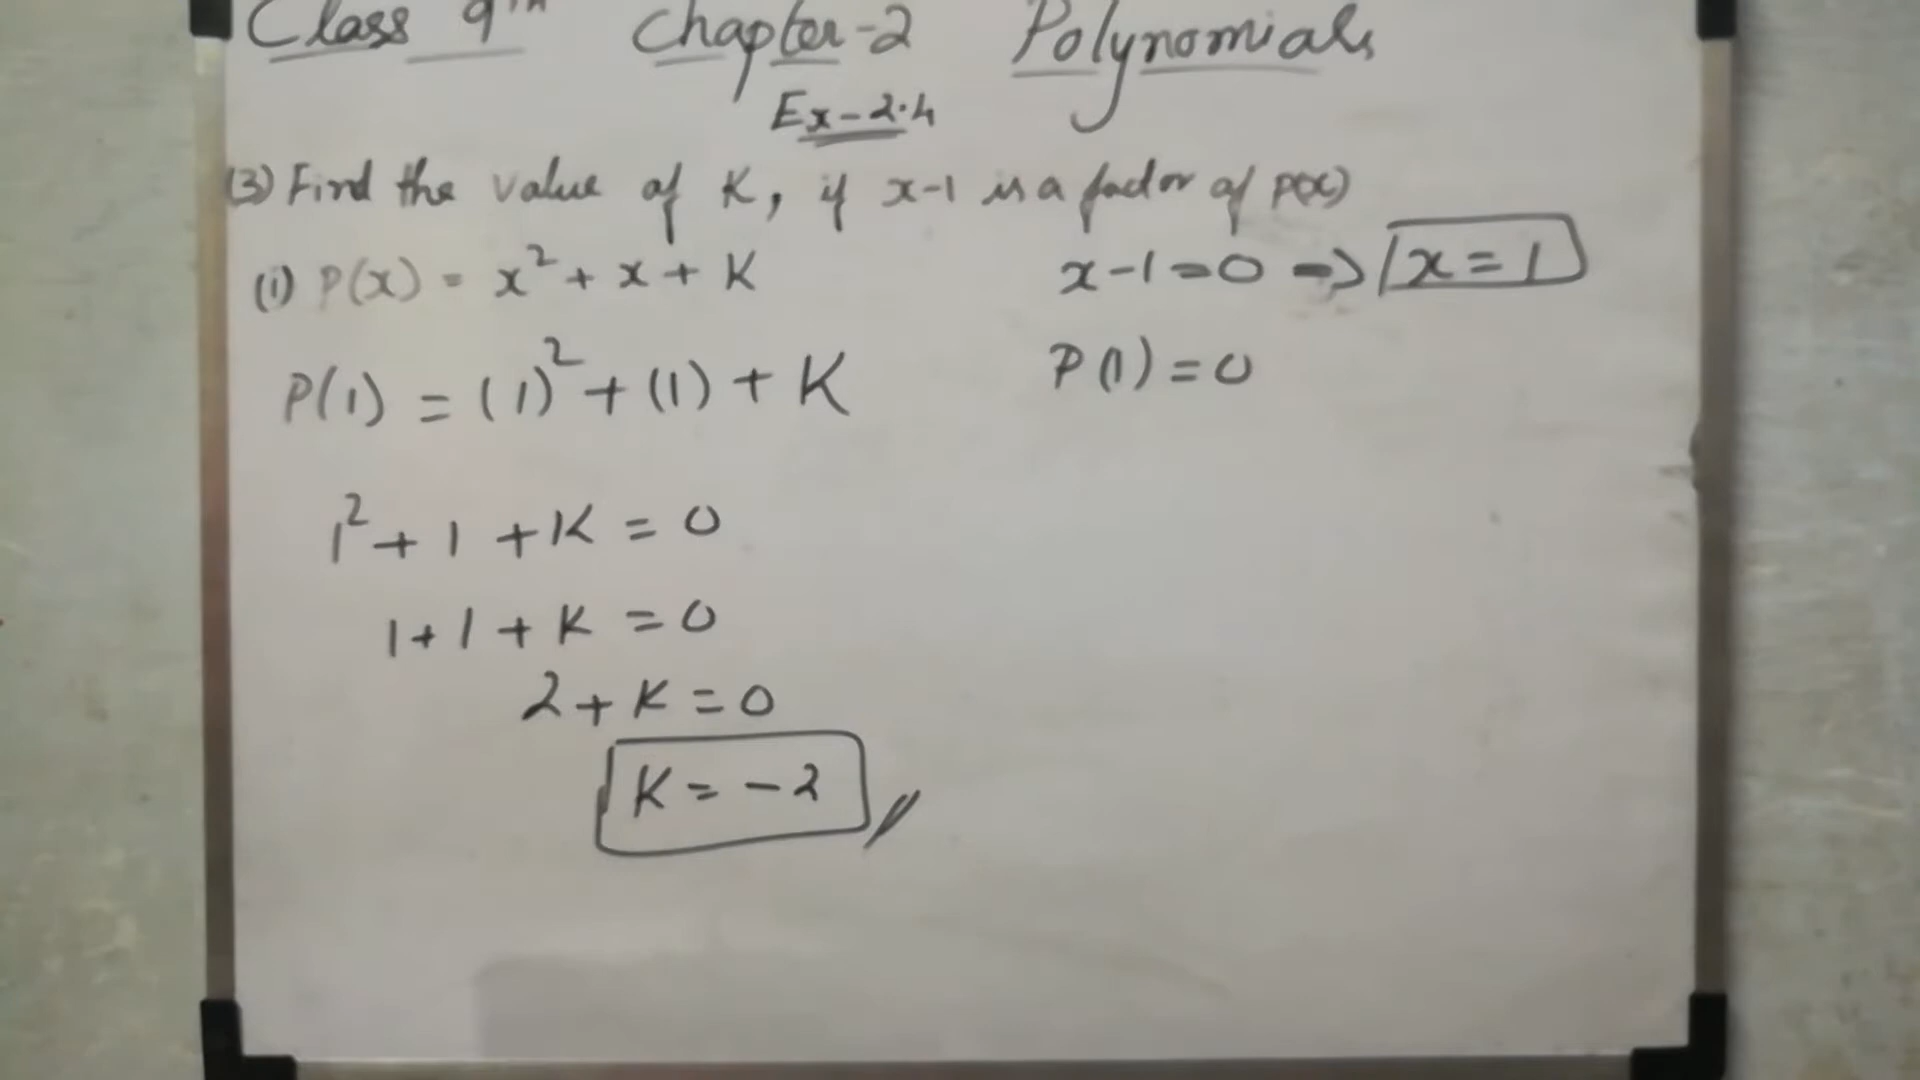 Class 9th Chapter-2 Polynomials
Ex-2.4
(3) Find the value of K, if x-1 is a factor of P(x)
(i) P(x) = x² + x + K
x-1=0 => x = 1
P(1) = (1)² + (1) + K
P(1) = 0
1² + 1 + K = 0
1+1+K = 0
2+K = 0
K = -2